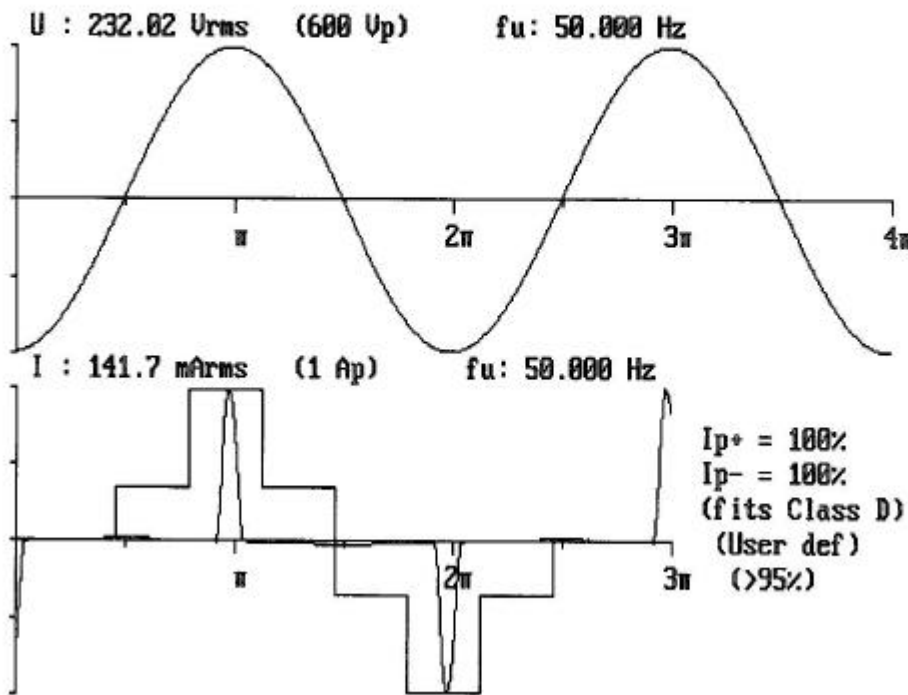 U : 232.02 Vrms (600 Vp) fu: 50.000 Hz
π 2π 3π 4π
I : 141.7 mArms (1 Ap) fu: 50.000 Hz
Ip+ = 100%
Ip- = 100%
(fits Class D)
(User def)
(>95%)
π 2π 3π